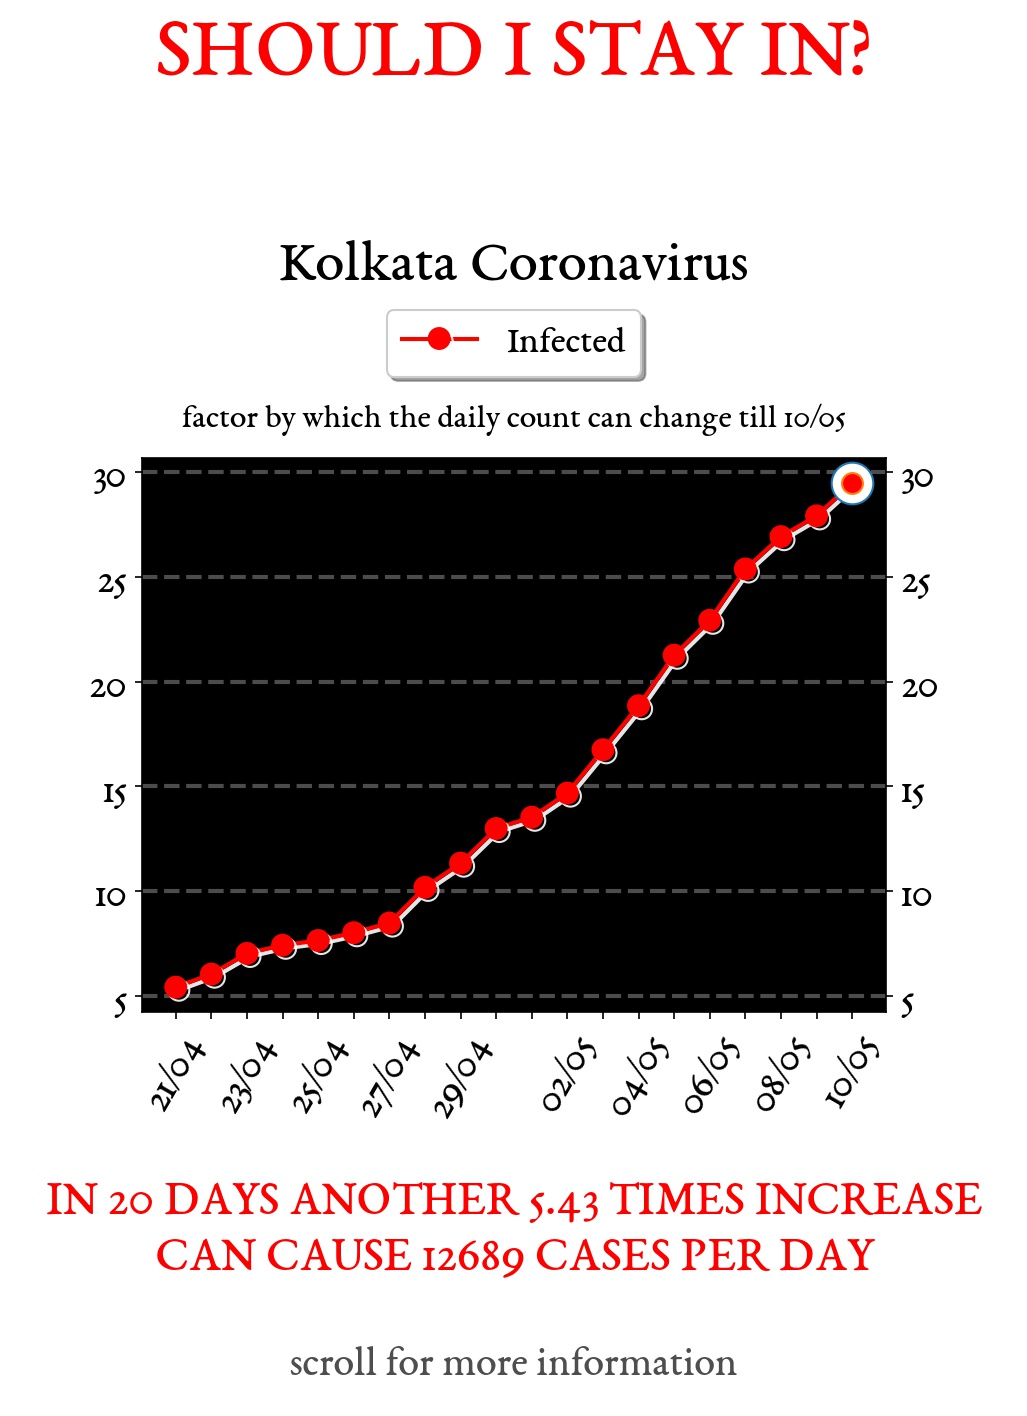 SHOULD I STAY IN?
Kolkata Coronavirus
Infected
factor by which the daily count can change till 10/05
30 30
25 25
20 20
15 15
10 10
5 5
21/04 23/04 25/04 27/04 29/04 02/05 04/05 06/05 08/05 10/05
IN 20 DAYS ANOTHER 5.43 TIMES INCREASE
CAN CAUSE 12689 CASES PER DAY
scroll for more information